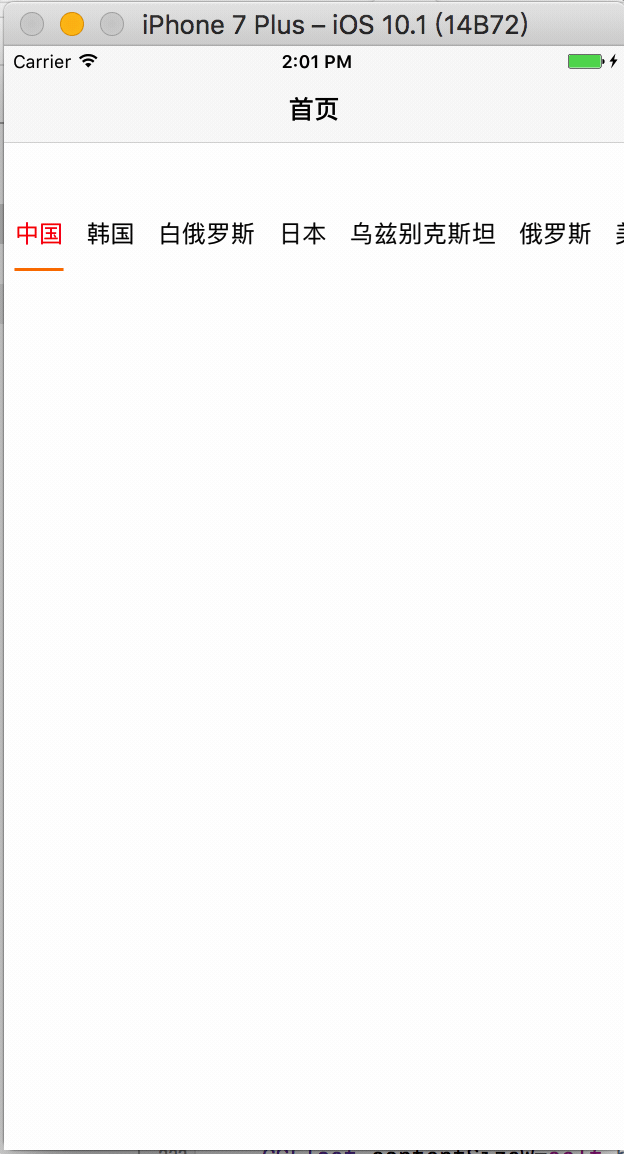 iPhone 7 Plus – iOS 10.1 (14B72)
Carrier 2:01 PM
首页
中国 韩国 白俄罗斯 日本 乌兹别克斯坦 俄罗斯